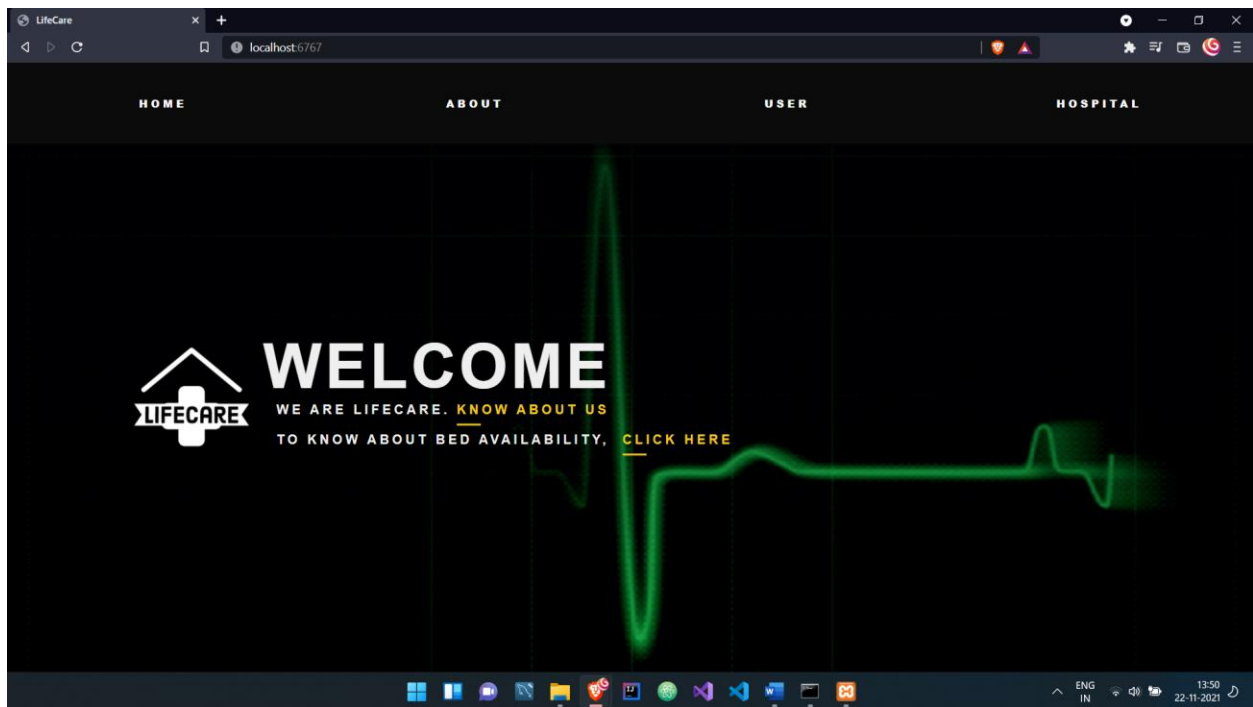 LifeCare
localhost:6767
HOME ABOUT USER HOSPITAL
WELCOME
LIFECARE
WE ARE LIFECARE. KNOW ABOUT US
TO KNOW ABOUT BED AVAILABILITY, CLICK HERE
ENG
IN
13:50
22-11-2021